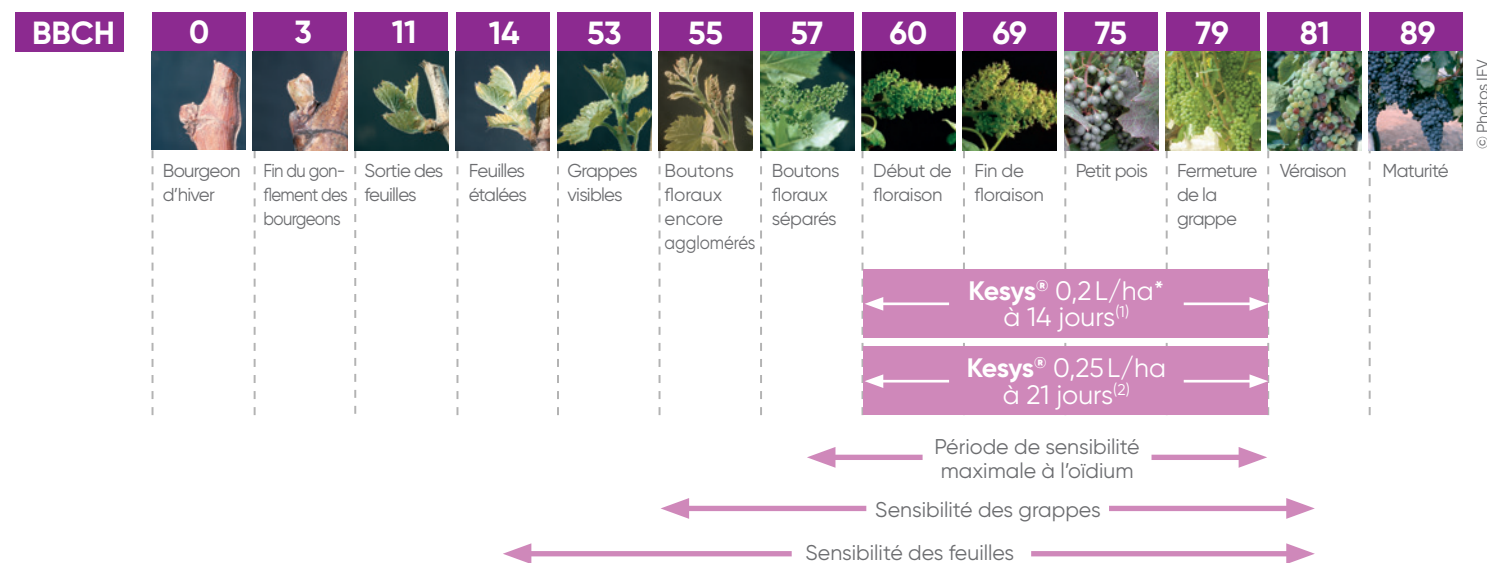 BBCH 0 3 11 14 53 55 57 60 69 75 79 81 89
© Photos IFV
Bourgeon
d'hiver
Fin du gon-
flement des
bourgeons
Sortie des
feuilles
Feuilles
étalées
Grappes
visibles
Boutons
floraux
encore
agglomérés
Boutons
floraux
séparés
Début de
floraison
Fin de
floraison
Petit pois
Fermeture
de la
grappe
Véraison
Maturité
Kesys® 0,2 L/ha*
à 14 jours(1)
Kesys® 0,25 L/ha
à 21 jours(2)
Période de sensibilité
maximale à l'oïdium
Sensibilité des grappes
Sensibilité des feuilles